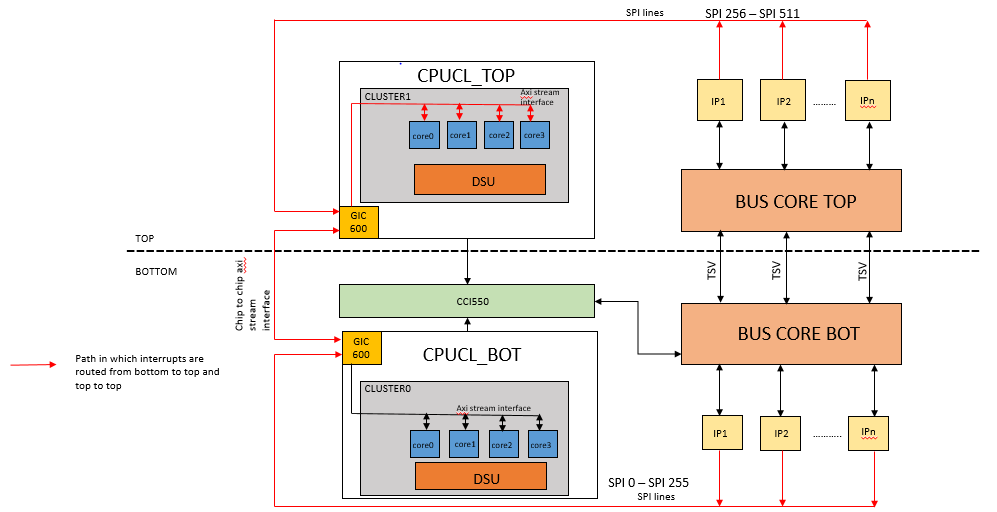 SPI lines
SPI 256 – SPI 511
CPUCL_TOP
CLUSTER1
Axi stream
interface
core0
core1
core2
core3
DSU
GIC
600
IP1
IP2
.........
IPn
BUS CORE TOP
TOP
BOTTOM
TSV
TSV
TSV
Chip to chip axi
stream
interface
CCI550
BUS CORE BOT
GIC
600
CPUCL_BOT
Path in which interrupts are
routed from bottom to top and
top to top
CLUSTER0
Axi stream interface
core0
core1
core2
core3
DSU
IP1
IP2
...........
IPn
SPI 0 – SPI 255
SPI lines